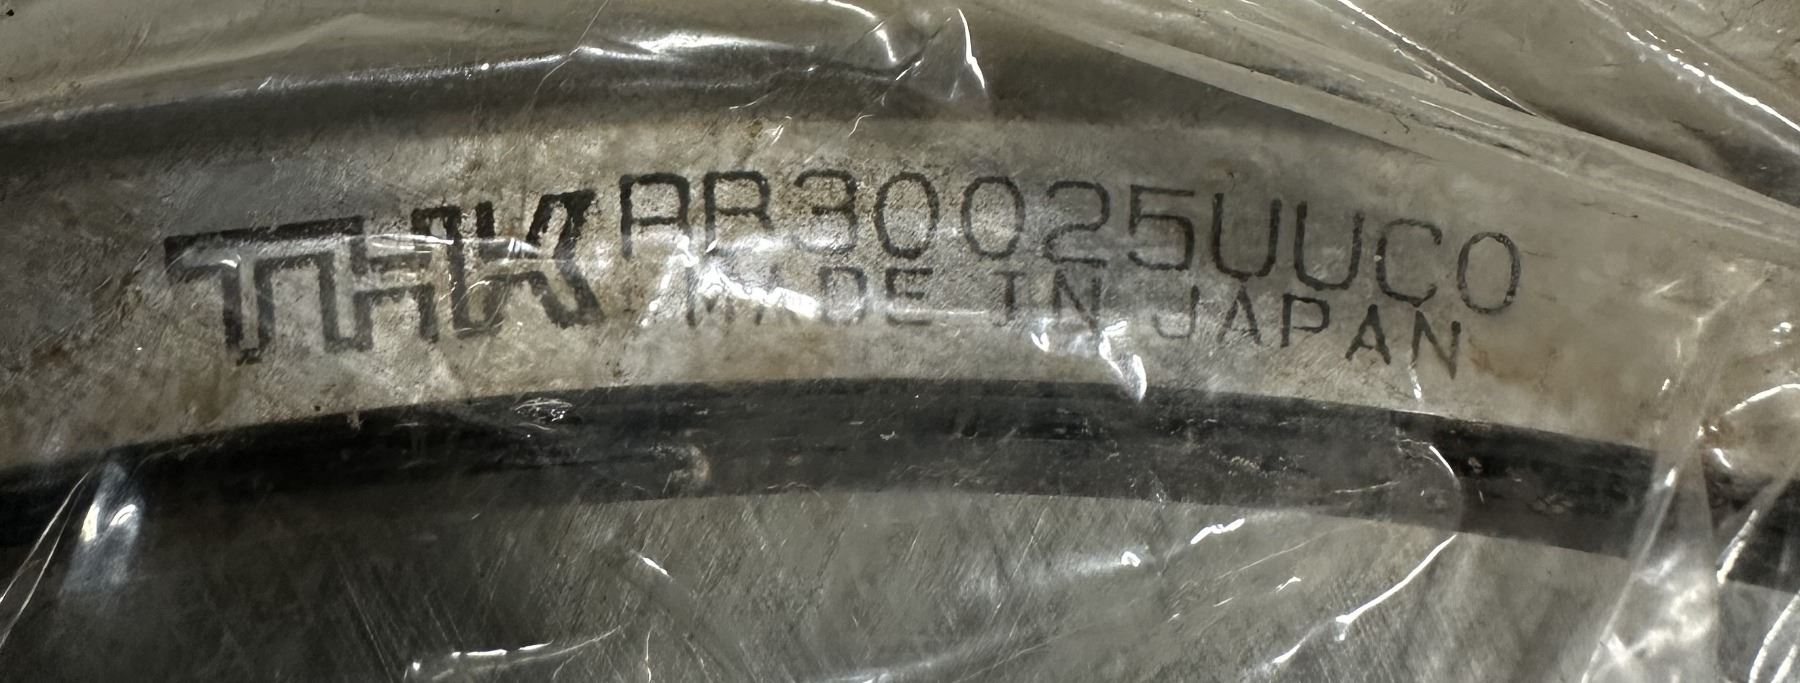 THK RB30025UUC0
MADE IN JAPAN